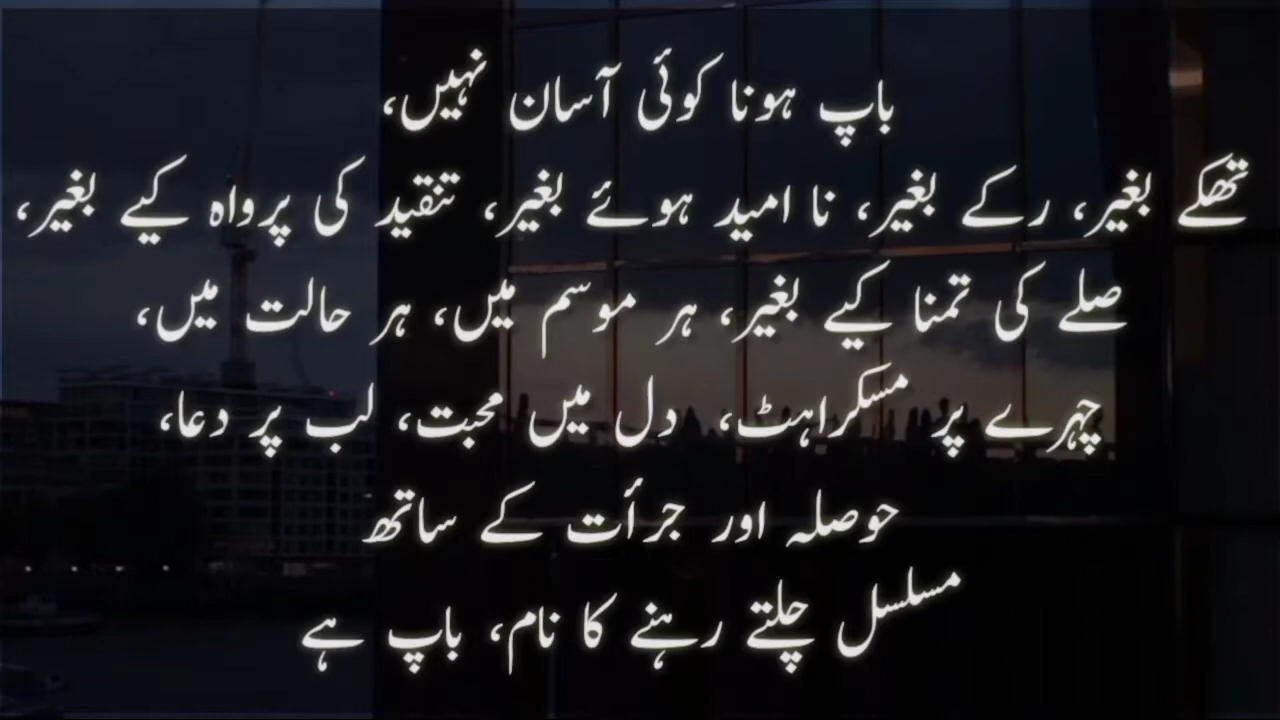 باپ ہونا کوئی آسان نہیں،
تھکے بغیر، رکے بغیر، نا امید ہوئے بغیر، تنقید کی پرواہ کیے بغیر،
صلے کی تمنا کیے بغیر، ہر موسم میں، ہر حالت میں،
چہرے پر مسکراہٹ، دل میں محبت، لب پر دعا،
حوصلہ اور جرأت کے ساتھ
مسلسل چلتے رہنے کا نام، باپ ہے